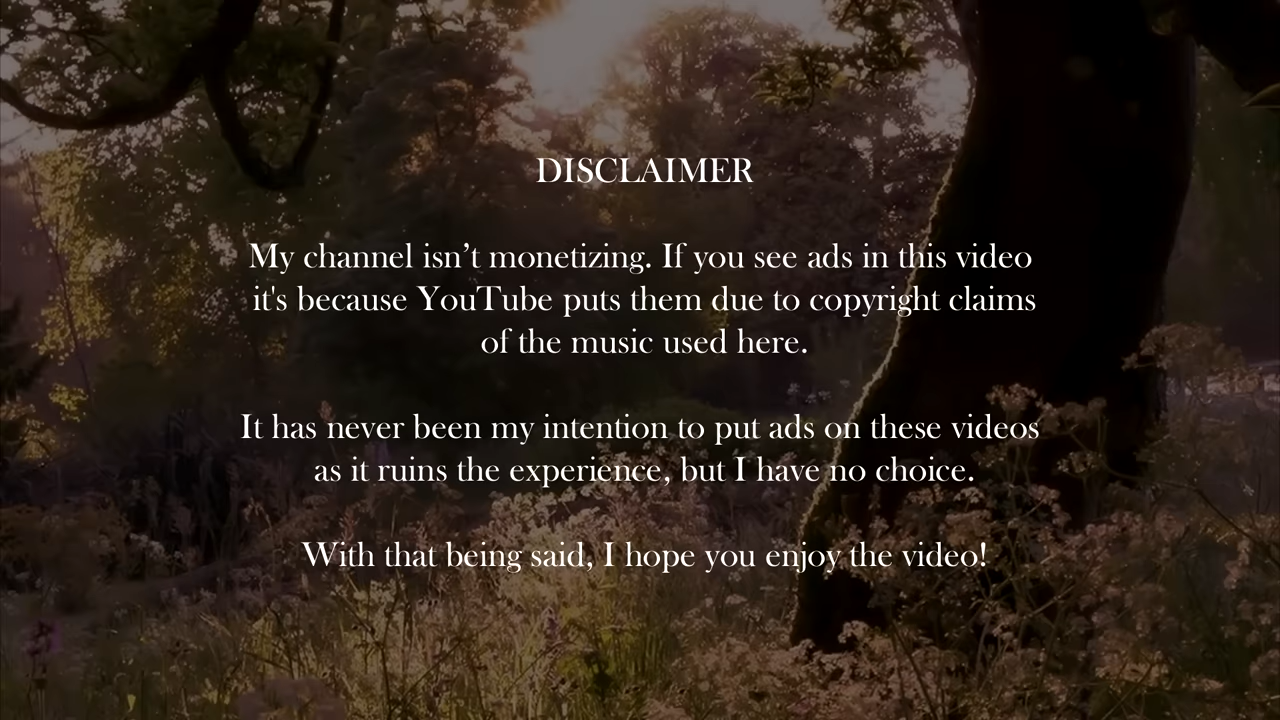 DISCLAIMER
My channel isn’t monetizing. If you see ads in this video
it's because YouTube puts them due to copyright claims
of the music used here.
It has never been my intention to put ads on these videos
as it ruins the experience, but I have no choice.
With that being said, I hope you enjoy the video!